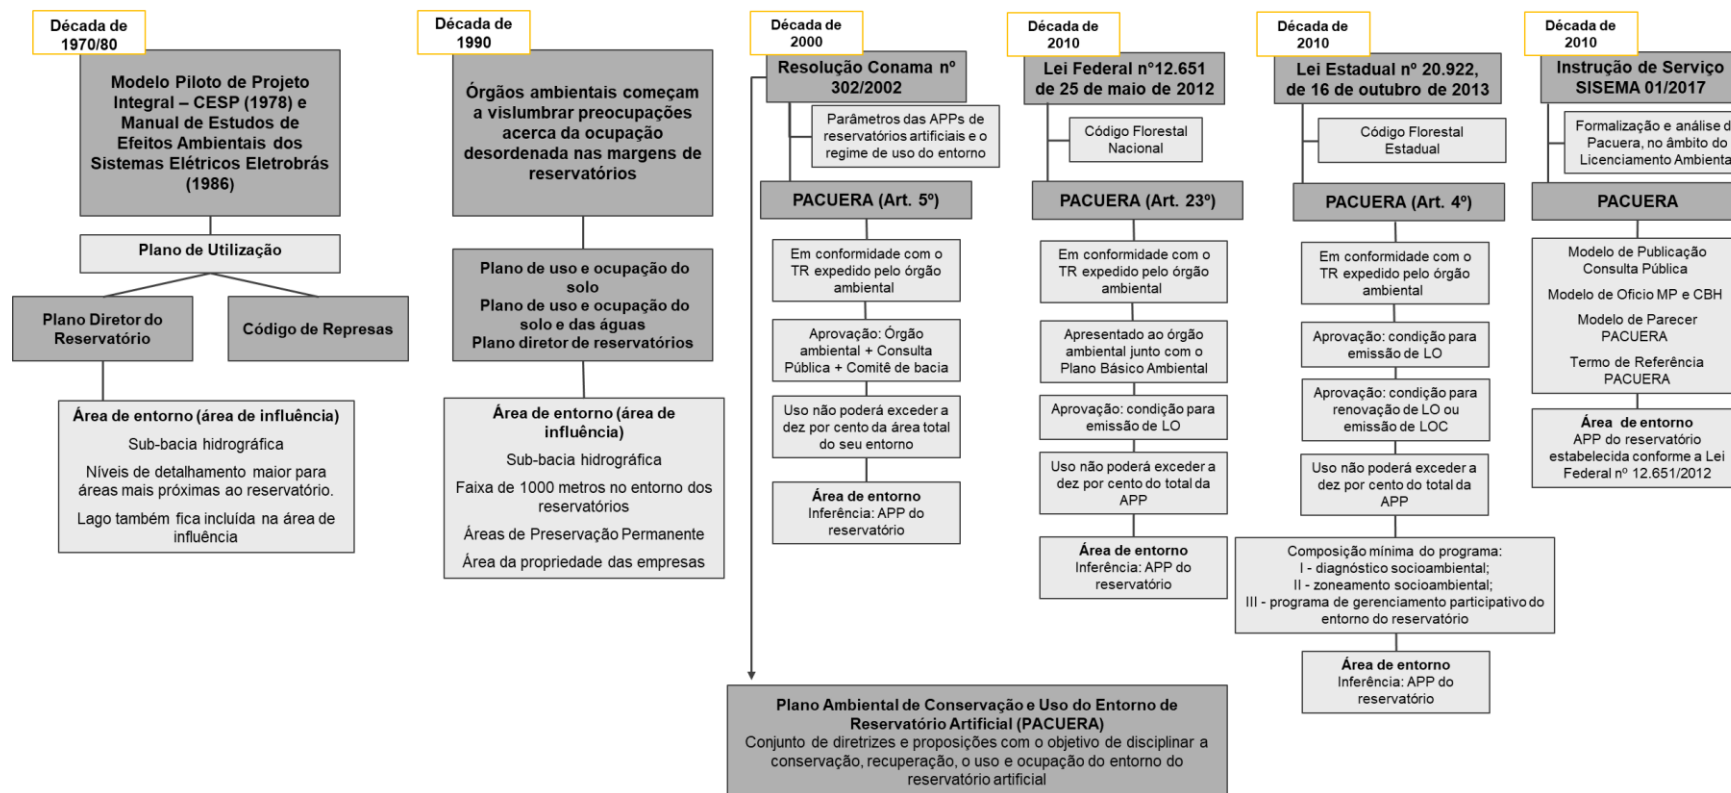 Década de
1970/80
Modelo Piloto de Projeto
Integral – CESP (1978) e
Manual de Estudos de
Efeitos Ambientais dos
Sistemas Elétricos Eletrobrás
(1986)
Plano de Utilização
Plano Diretor do
Reservatório
Código de Represas
Área de entorno (área de influência)
Sub-bacia hidrográfica
Níveis de detalhamento maior para
áreas mais próximas ao reservatório.
Lago também fica incluída na área de
influência
Década de
1990
Órgãos ambientais começam
a vislumbrar preocupações
acerca da ocupação
desordenada nas margens de
reservatórios
Plano de uso e ocupação do
solo
Plano de uso e ocupação do
solo e das águas
Plano diretor de reservatórios
Área de entorno (área de
influência)
Sub-bacia hidrográfica
Faixa de 1000 metros no entorno dos
reservatórios
Áreas de Preservação Permanente
Área da propriedade das empresas
Década de
2000
Resolução Conama nº
302/2002
Parâmetros das APPs de
reservatórios artificiais e o
regime de uso do entorno
PACUERA (Art. 5º)
Em conformidade com o
TR expedido pelo órgão
ambiental
Aprovação: Órgão
ambiental + Consulta
Pública + Comitê de bacia
Uso não poderá exceder a
dez por cento da área total
do seu entorno
Área de entorno
Inferência: APP do
reservatório
Plano Ambiental de Conservação e Uso do Entorno de
Reservatório Artificial (PACUERA)
Conjunto de diretrizes e proposições com o objetivo de disciplinar a
conservação, recuperação, o uso e ocupação do entorno do
reservatório artificial
Década de
2010
Lei Federal n°12.651
de 25 de maio de 2012
Código Florestal
Nacional
PACUERA (Art. 23º)
Em conformidade com o
TR expedido pelo órgão
ambiental
Apresentado ao órgão
ambiental junto com o
Plano Básico Ambiental
Aprovação: condição para
emissão de LO
Uso não poderá exceder a
dez por cento do total da
APP
Área de entorno
Inferência: APP do
reservatório
Década de
2010
Lei Estadual nº 20.922,
de 16 de outubro de 2013
Código Florestal
Estadual
PACUERA (Art. 4º)
Em conformidade com o
TR expedido pelo órgão
ambiental
Aprovação: condição para
emissão de LO
Aprovação: condição para
renovação de LO ou
emissão de LOC
Uso não poderá exceder a
dez por cento do total da
APP
Composição mínima do programa:
I - diagnóstico socioambiental;
II - zoneamento socioambiental;
III - programa de gerenciamento participativo do
entorno do reservatório
Área de entorno
Inferência: APP do
reservatório
Década de
2010
Instrução de Serviço
SISEMA 01/2017
Formalização e análise d
Pacuera, no âmbito do
Licenciamento Ambienta
PACUERA
Modelo de Publicação
Consulta Pública
Modelo de Oficio MP e CBH
Modelo de Parecer
PACUERA
Termo de Referência
PACUERA
Área de entorno
APP do reservatório
estabelecida conforme a Lei
Federal nº 12.651/2012